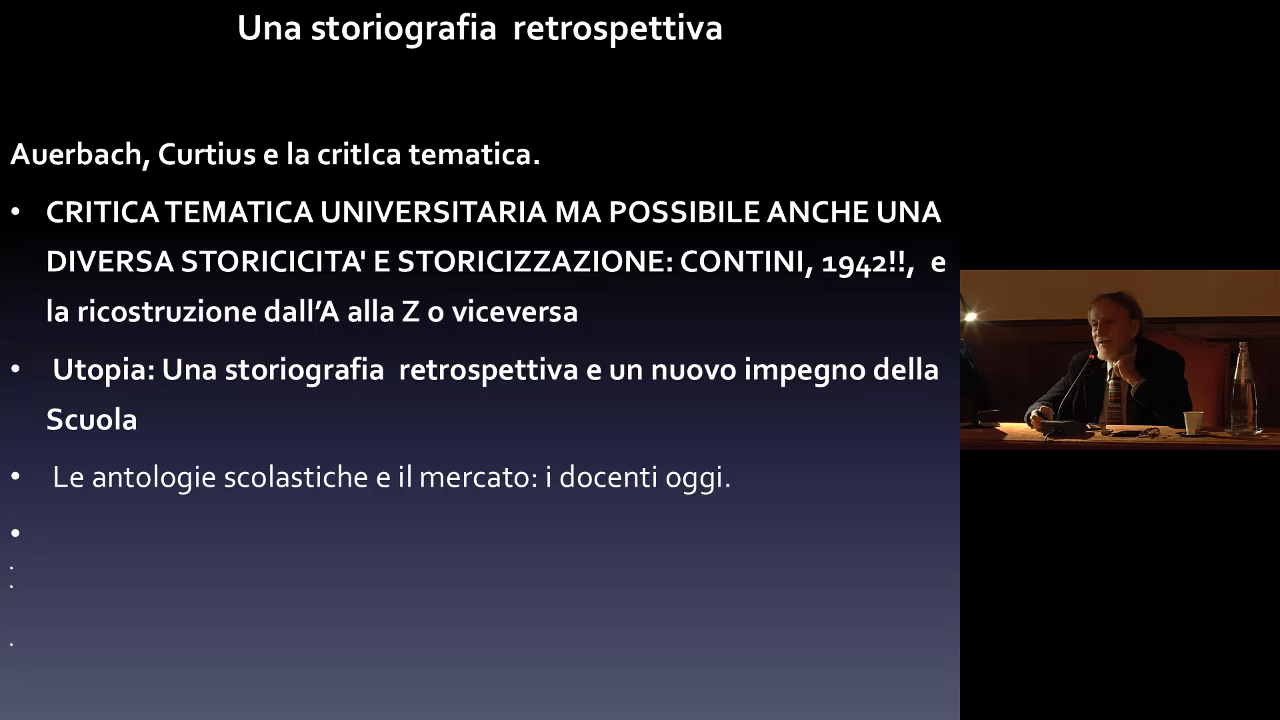 Una storiografia retrospettiva
Auerbach, Curtius e la critIca tematica.
• CRITICA TEMATICA UNIVERSITARIA MA POSSIBILE ANCHE UNA
DIVERSA STORICICITA' E STORICIZZAZIONE: CONTINI, 1942!!, e
la ricostruzione dall’A alla Z o viceversa
• Utopia: Una storiografia retrospettiva e un nuovo impegno della
Scuola
• Le antologie scolastiche e il mercato: i docenti oggi.